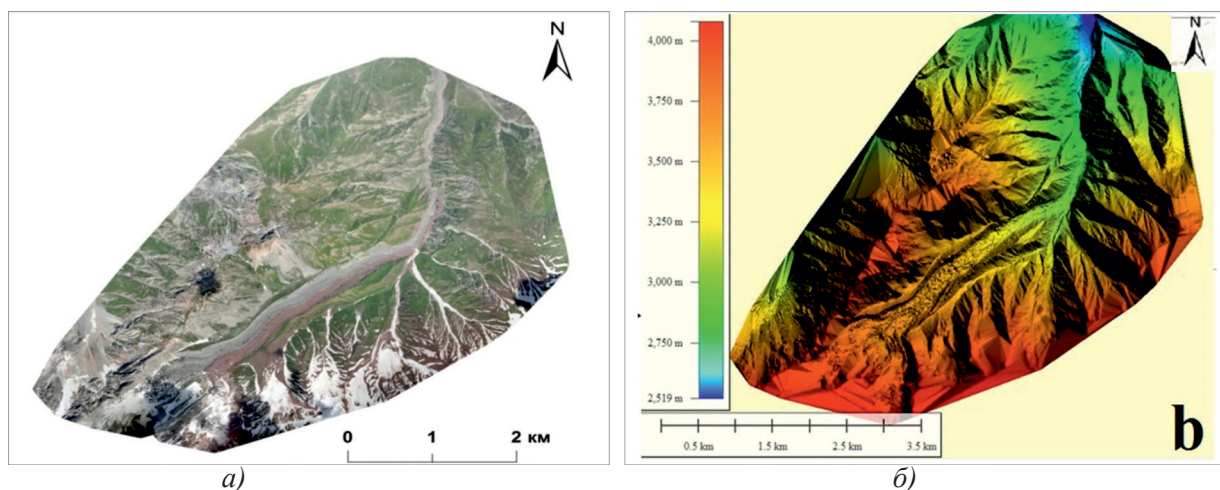 N
0 1 2 км
а)
4,000 m
3,750 m
3,500 m
3,250 m
3,000 m
2,750 m
2,519 m
0.5 km 1.5 km 2.5 km 3.5 km
N
b
б)